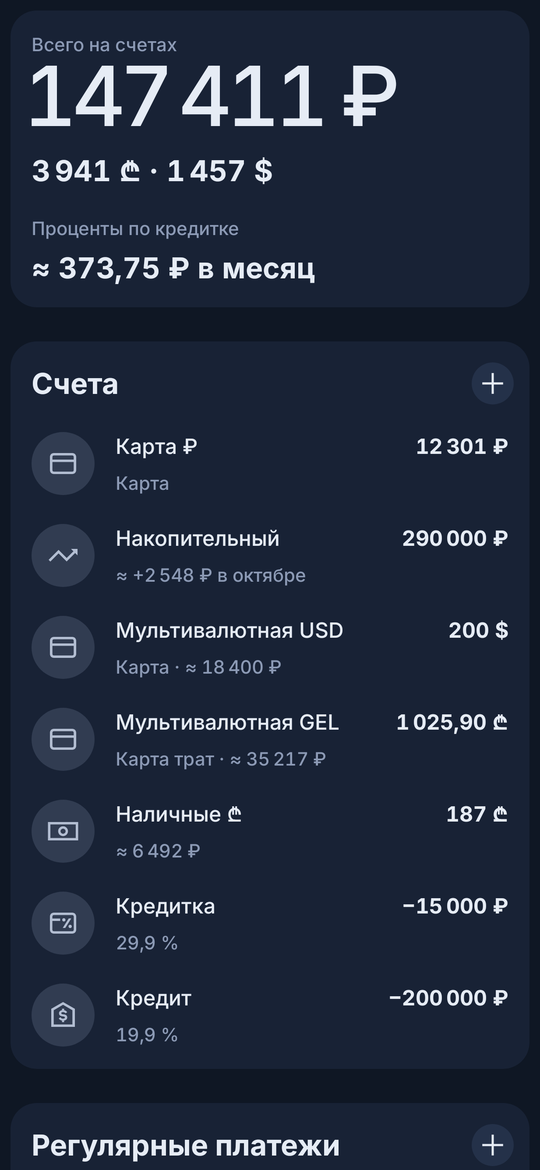 Всего на счетах
147 411 ₽
3 941 ₾ · 1 457 $
Проценты по кредитке
≈ 373,75 ₽ в месяц
Счета
Карта ₽ 12 301 ₽
Карта
Накопительный 290 000 ₽
≈ +2 548 ₽ в октябре
Мультивалютная USD 200 $
Карта · ≈ 18 400 ₽
Мультивалютная GEL 1 025,90 ₾
Карта трат · ≈ 35 217 ₽
Наличные ₾ 187 ₾
≈ 6 492 ₽
Кредитка −15 000 ₽
29,9 %
Кредит −200 000 ₽
19,9 %
Регулярные платежи